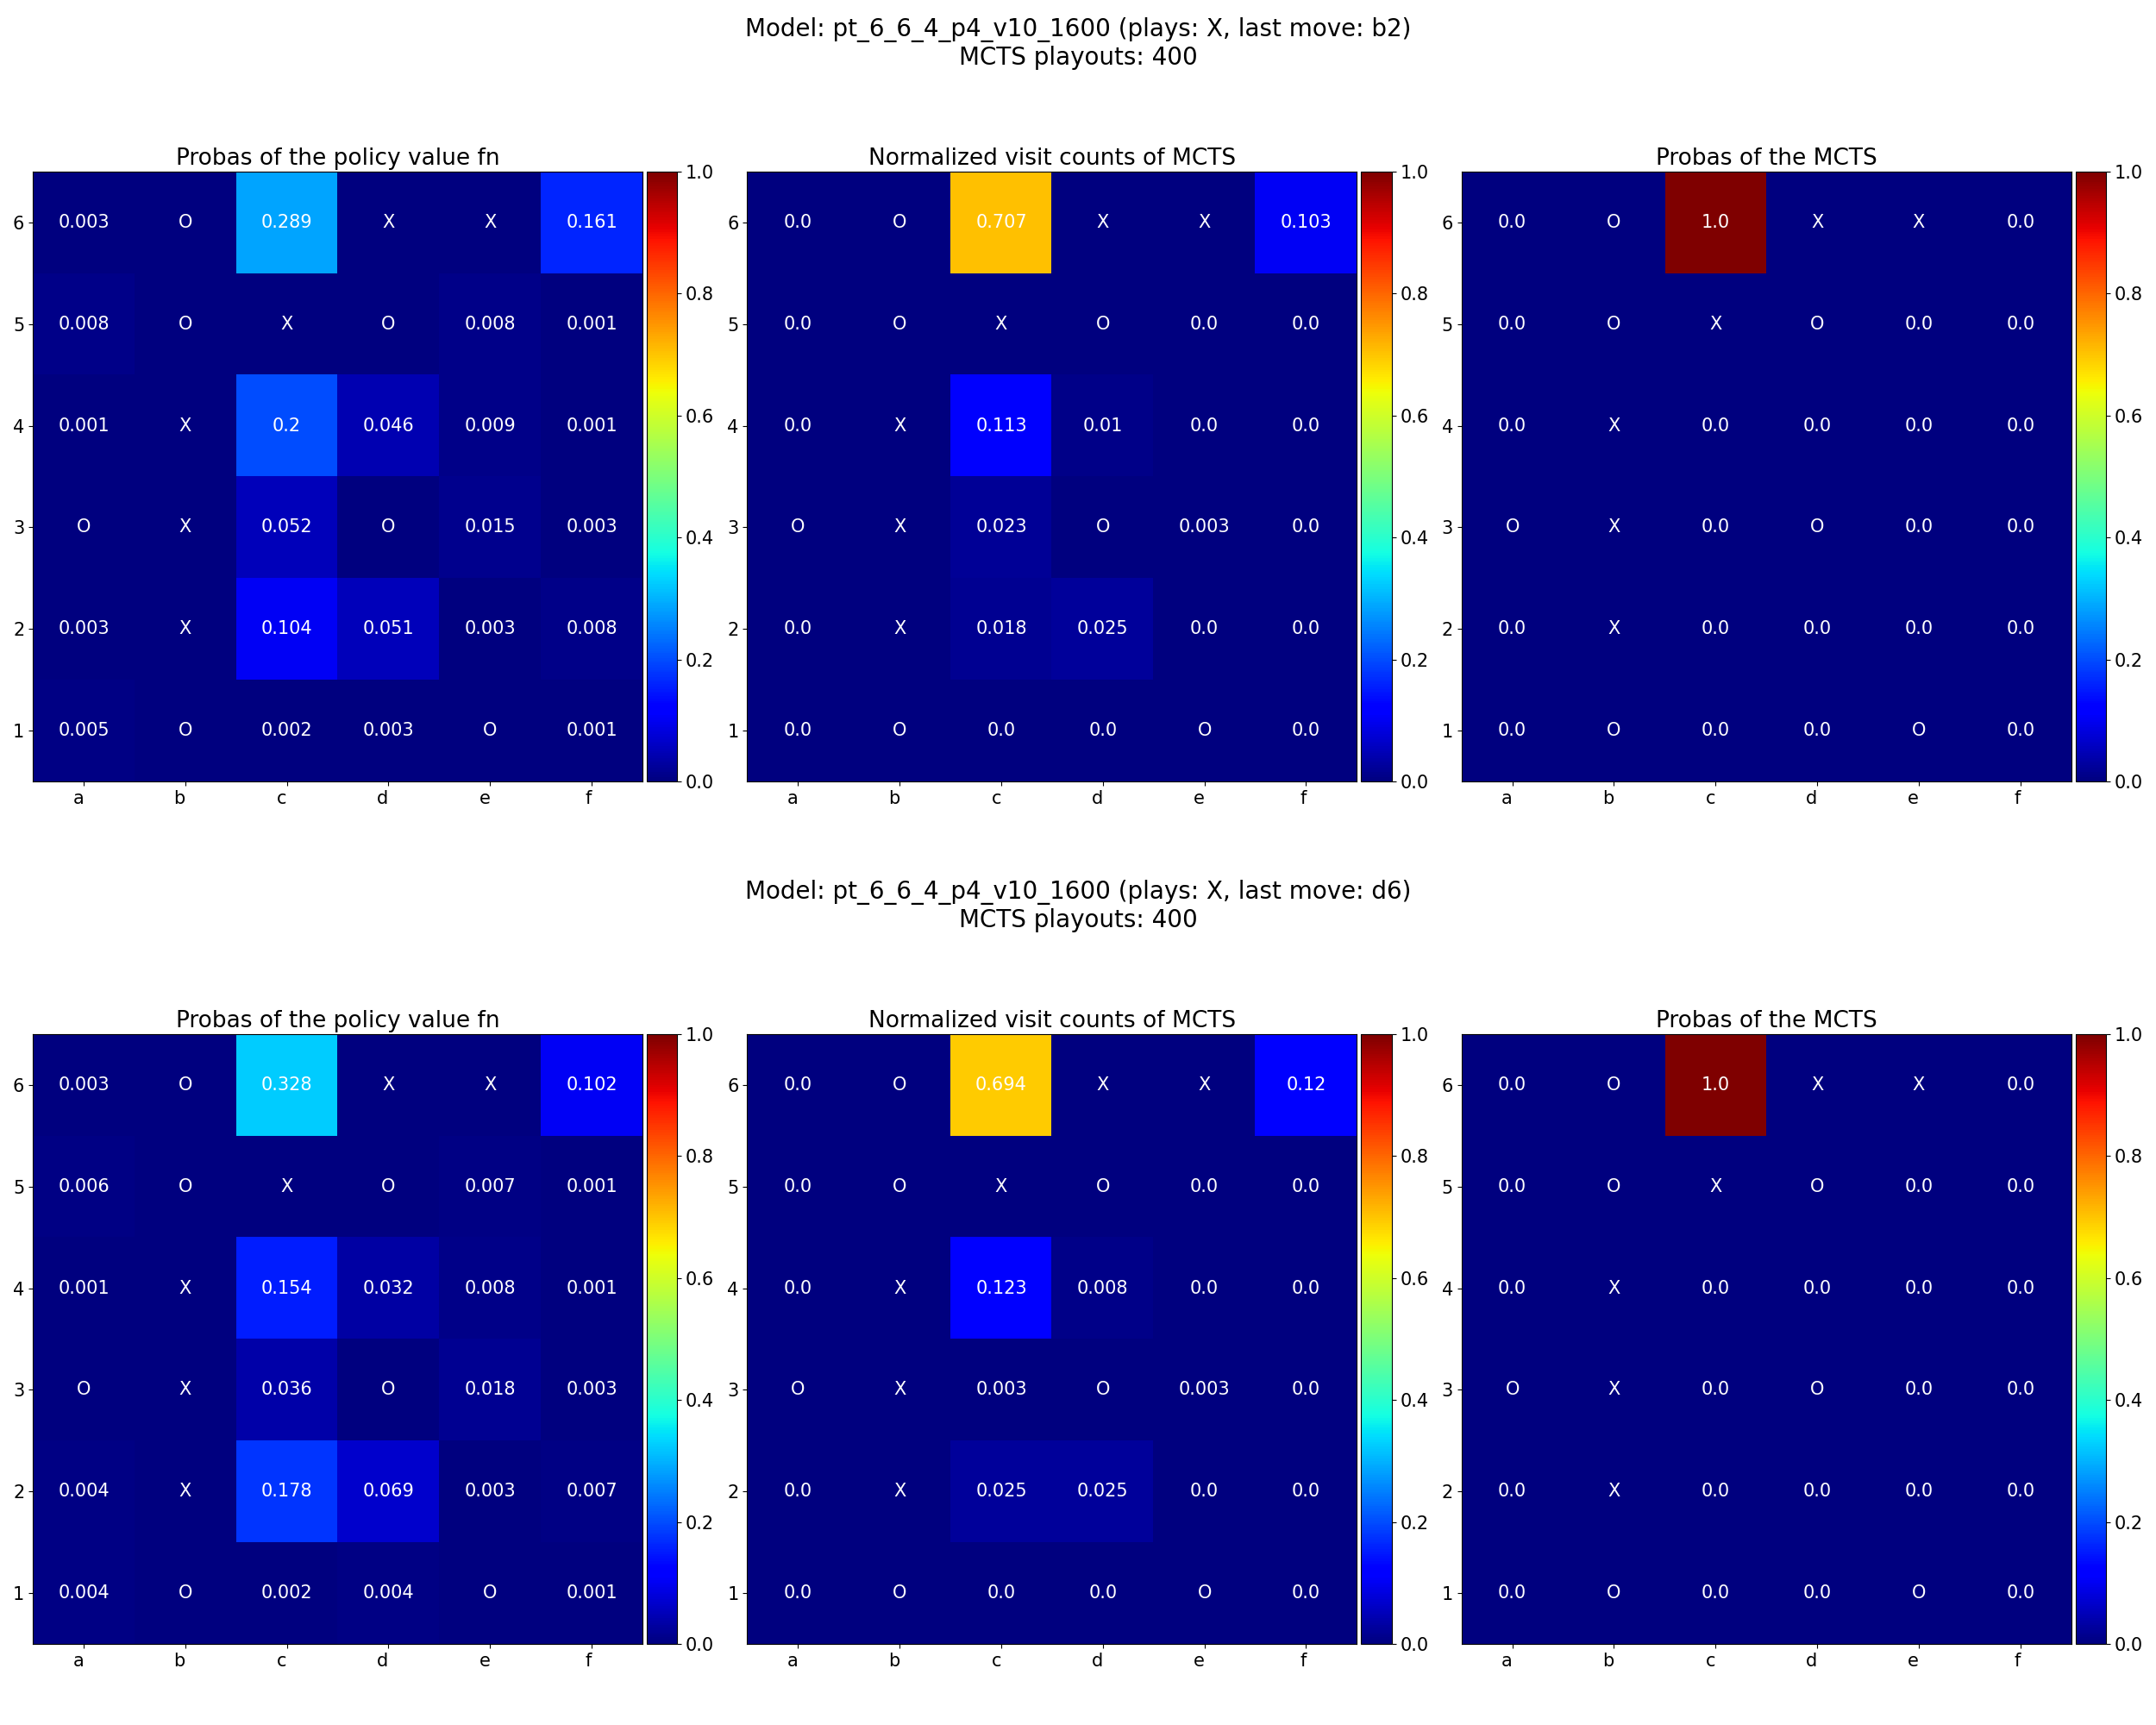 Model: pt_6_6_4_p4_v10_1600 (plays: X, last move: b2)
MCTS playouts: 400
Probas of the policy value fn
6 0.003 O 0.289 X X 0.161
5 0.008 O X O 0.008 0.001
4 0.001 X 0.2 0.046 0.009 0.001
3 O X 0.052 O 0.015 0.003
2 0.003 X 0.104 0.051 0.003 0.008
1 0.005 O 0.002 0.003 O 0.001
a b c d e f
1.0
0.8
0.6
0.4
0.2
0.0
Normalized visit counts of MCTS
6 0.0 O 0.707 X X 0.103
5 0.0 O X O 0.0 0.0
4 0.0 X 0.113 0.01 0.0 0.0
3 O X 0.023 O 0.003 0.0
2 0.0 X 0.018 0.025 0.0 0.0
1 0.0 O 0.0 0.0 O 0.0
a b c d e f
1.0
0.8
0.6
0.4
0.2
0.0
Probas of the MCTS
6 0.0 O 1.0 X X 0.0
5 0.0 O X O 0.0 0.0
4 0.0 X 0.0 0.0 0.0 0.0
3 O X 0.0 O 0.0 0.0
2 0.0 X 0.0 0.0 0.0 0.0
1 0.0 O 0.0 0.0 O 0.0
a b c d e f
1.0
0.8
0.6
0.4
0.2
0.0
Model: pt_6_6_4_p4_v10_1600 (plays: X, last move: d6)
MCTS playouts: 400
Probas of the policy value fn
6 0.003 O 0.328 X X 0.102
5 0.006 O X O 0.007 0.001
4 0.001 X 0.154 0.032 0.008 0.001
3 O X 0.036 O 0.018 0.003
2 0.004 X 0.178 0.069 0.003 0.007
1 0.004 O 0.002 0.004 O 0.001
a b c d e f
1.0
0.8
0.6
0.4
0.2
0.0
Normalized visit counts of MCTS
6 0.0 O 0.694 X X 0.12
5 0.0 O X O 0.0 0.0
4 0.0 X 0.123 0.008 0.0 0.0
3 O X 0.003 O 0.003 0.0
2 0.0 X 0.025 0.025 0.0 0.0
1 0.0 O 0.0 0.0 O 0.0
a b c d e f
1.0
0.8
0.6
0.4
0.2
0.0
Probas of the MCTS
6 0.0 O 1.0 X X 0.0
5 0.0 O X O 0.0 0.0
4 0.0 X 0.0 0.0 0.0 0.0
3 O X 0.0 O 0.0 0.0
2 0.0 X 0.0 0.0 0.0 0.0
1 0.0 O 0.0 0.0 O 0.0
a b c d e f
1.0
0.8
0.6
0.4
0.2
0.0